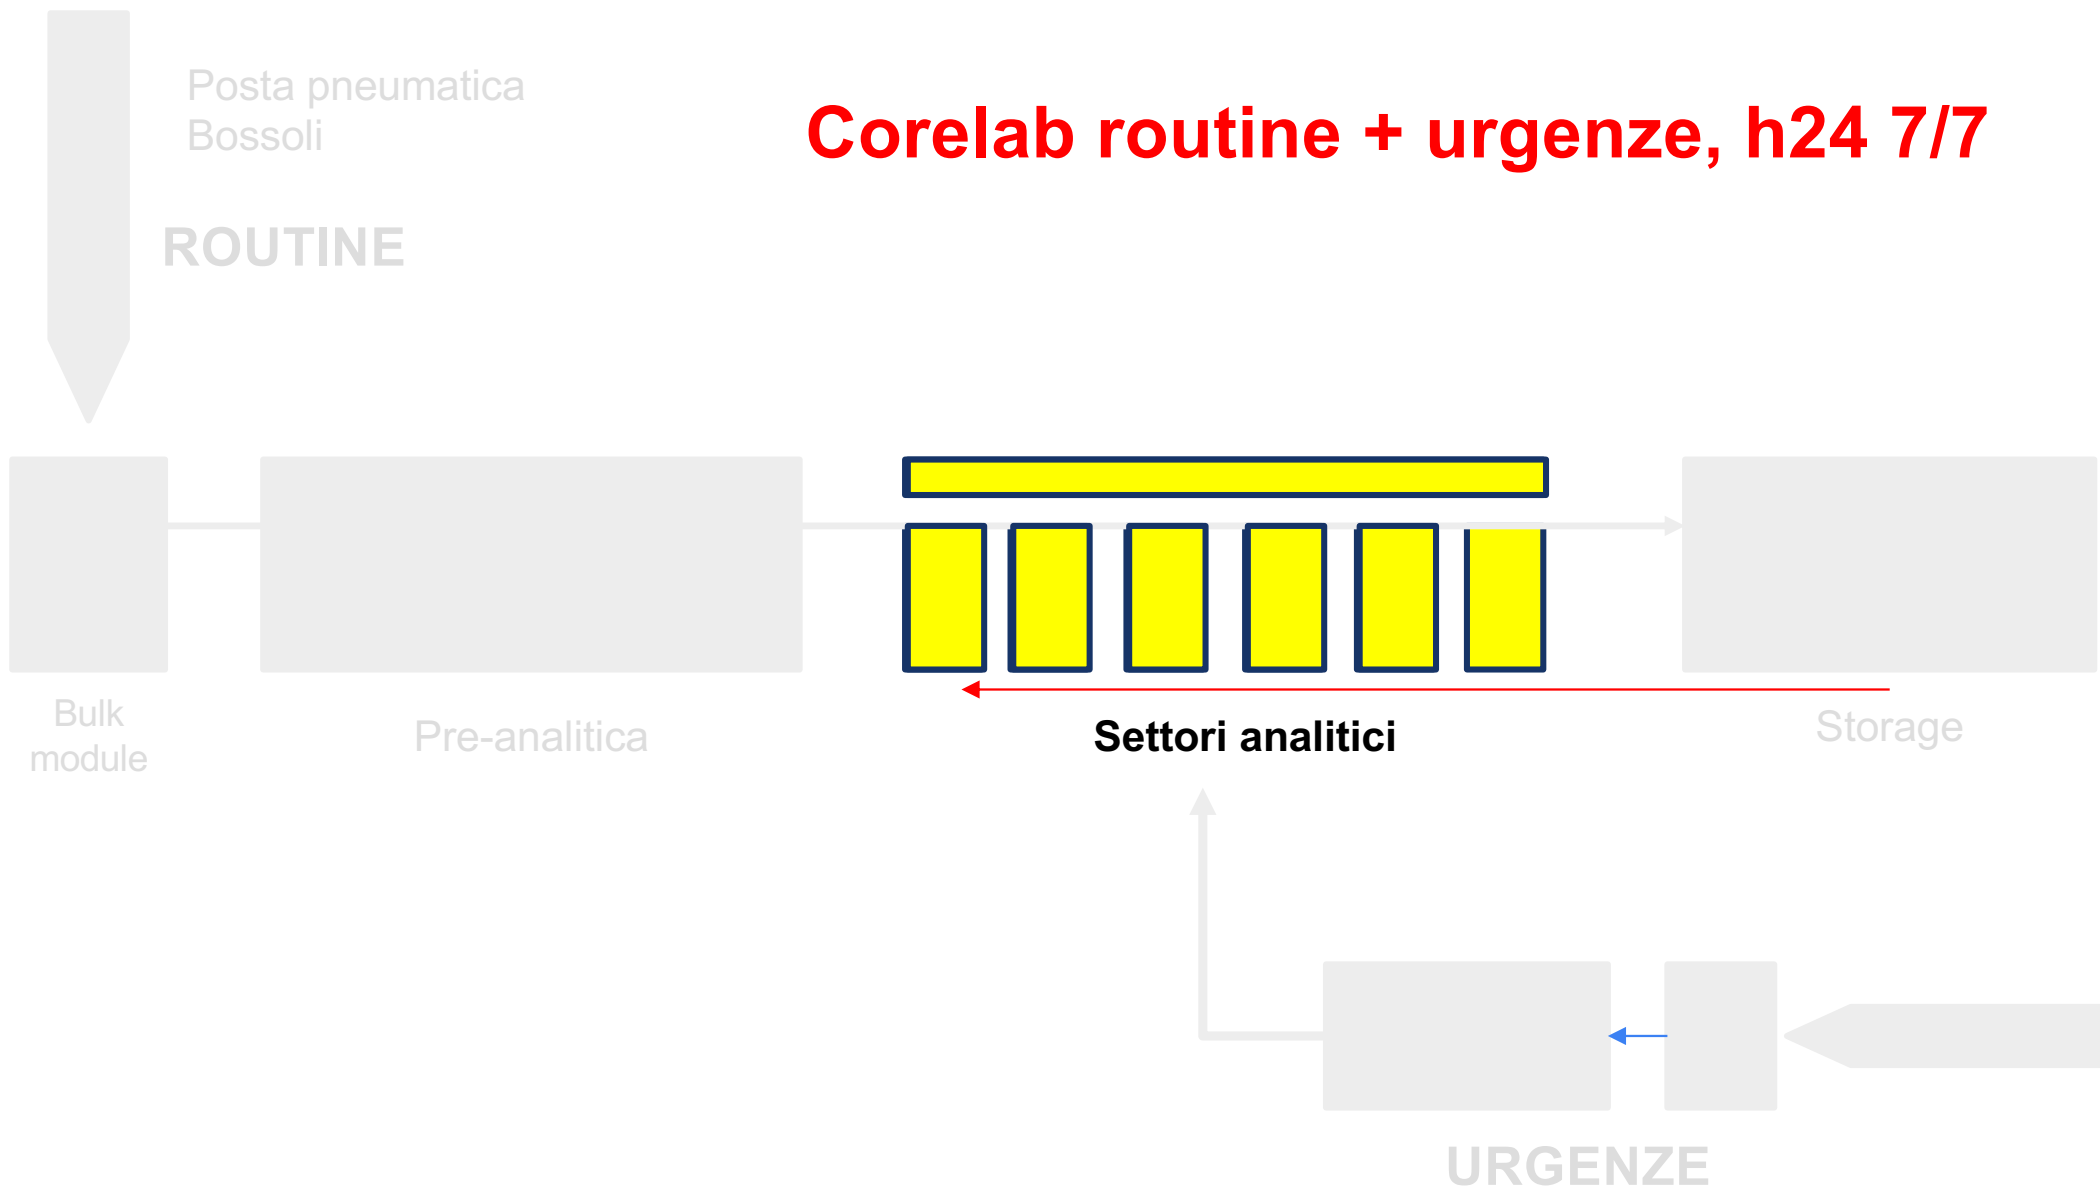 Posta pneumatica
Bossoli
Corelab routine + urgenze, h24 7/7
ROUTINE
Bulk
module
Pre-analitica
Settori analitici
Storage
URGENZE